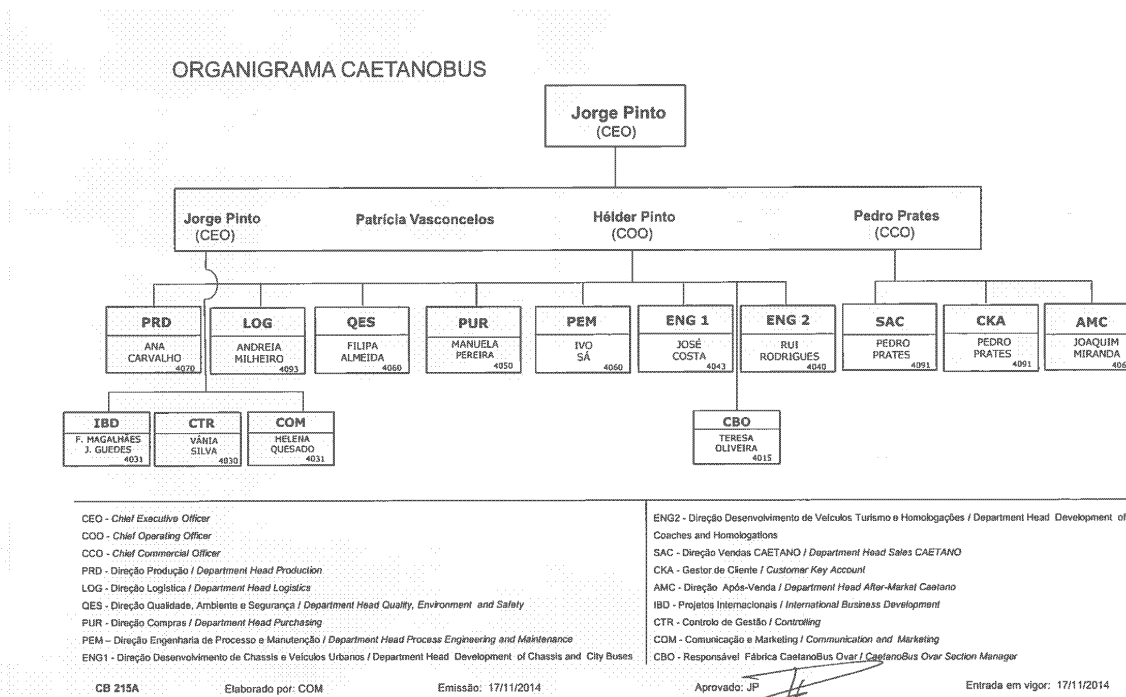 ORGANIGRAMA CAETANOBUS
Jorge Pinto
(CEO)
Jorge Pinto
(CEO)
Patrícia Vasconcelos
Hélder Pinto
(COO)
Pedro Prates
(CCO)
PRD
ANA
CARVALHO
4070
LOG
ANDREIA
MILHEIRO
4093
QES
FILIPA
ALMEIDA
4060
PUR
MANUELA
PEREIRA
4050
PEM
IVO
SÁ
4060
ENG 1
JOSÉ
COSTA
4043
ENG 2
RUI
RODRIGUES
4040
SAC
PEDRO
PRATES
4091
CKA
PEDRO
PRATES
4091
AMC
JOAQUIM
MIRANDA
IBD
F. MAGALHÃES
J. GUEDES
4031
CTR
VÂNIA
SILVA
4030
COM
HELENA
QUESADO
4031
CBO
TERESA
OLIVEIRA
4015
CEO - Chief Executive Officer
COO - Chief Operating Officer
CCO - Chief Commercial Officer
PRD - Direção Produção / Department Head Production
LOG - Direção Logística / Department Head Logistics
QES - Direção Qualidade, Ambiente e Segurança / Department Head Quality, Environment and Safety
PUR - Direção Compras / Department Head Purchasing
PEM – Direção Engenharia de Processo e Manutenção / Department Head Process Engineering and Maintenance
ENG1 - Direção Desenvolvimento de Chassis e Veículos Urbanos / Department Head Development of Chassis and City Buses
ENG2 - Direção Desenvolvimento de Veículos Turismo e Homologações / Department Head Development of
Coaches and Homologations
SAC - Direção Vendas CAETANO / Department Head Sales CAETANO
CKA - Gestor de Cliente / Customer Key Account
AMC - Direção Após-Venda / Department Head After-Market Caetano
IBD - Projetos Internacionais / International Business Development
CTR - Controlo de Gestão / Controlling
COM - Comunicação e Marketing / Communication and Marketing
CBO - Responsável Fábrica CaetanoBus Ovar / CaetanoBus Ovar Section Manager
CB 215A
Elaborado por: COM
Emissão: 17/11/2014
Aprovado: JP
Entrada em vigor: 17/11/2014